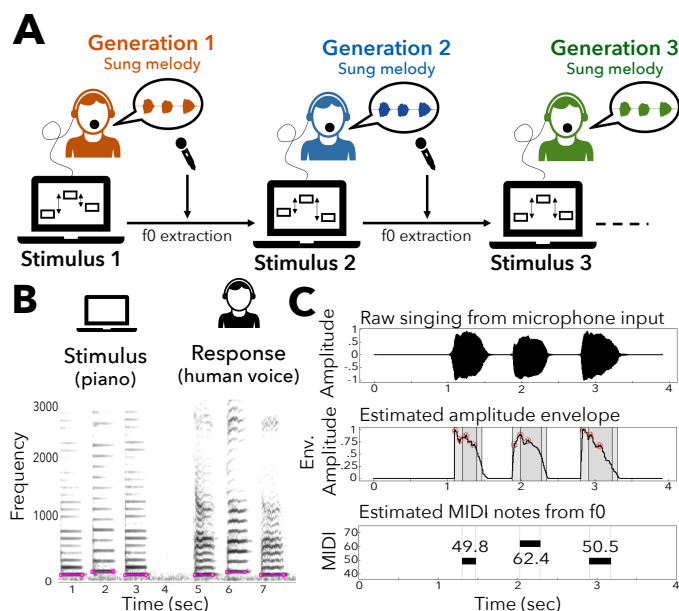 A
Generation 1
Sung melody
Generation 2
Sung melody
Generation 3
Sung melody
f0 extraction
f0 extraction
Stimulus 1
Stimulus 2
Stimulus 3
B
Stimulus
(piano)
Response
(human voice)
Frequency
3000
2000
1000
0
1 2 3 4 5 6 7
Time (sec)
C
Raw singing from microphone input
Amplitude
1
.5
0
-.5
-1
0 1 2 3 4
Estimated amplitude envelope
Env.
Amplitude
1
.75
.5
.25
0
0 1 2 3 4
Estimated MIDI notes from f0
MIDI
70
60
50
40
49.8
62.4
50.5
0 1 2 3 4
Time (sec)